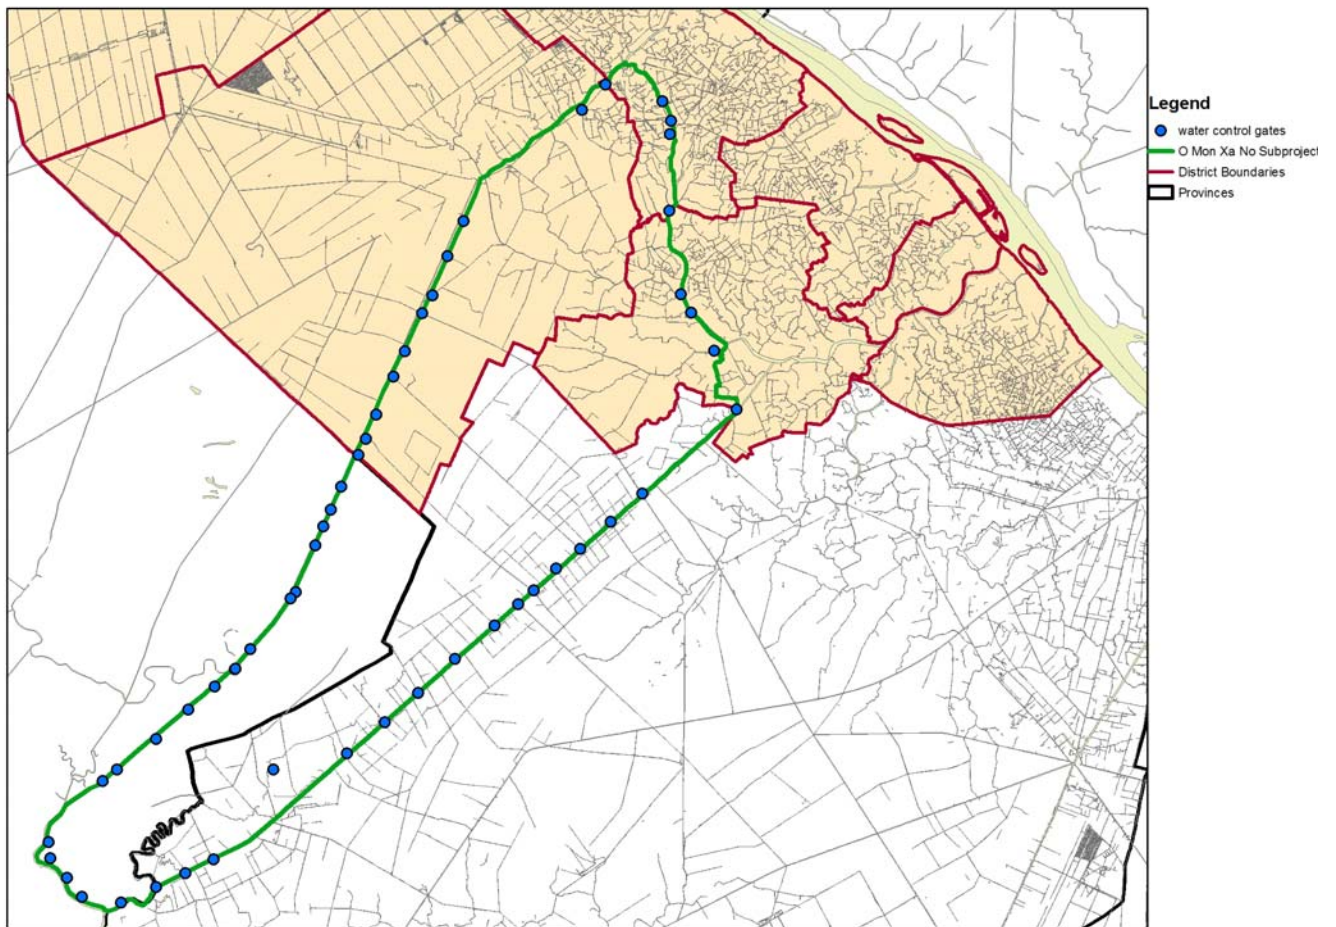 Legend
water control gates
O Mon Xa No Subproject
District Boundaries
Provinces